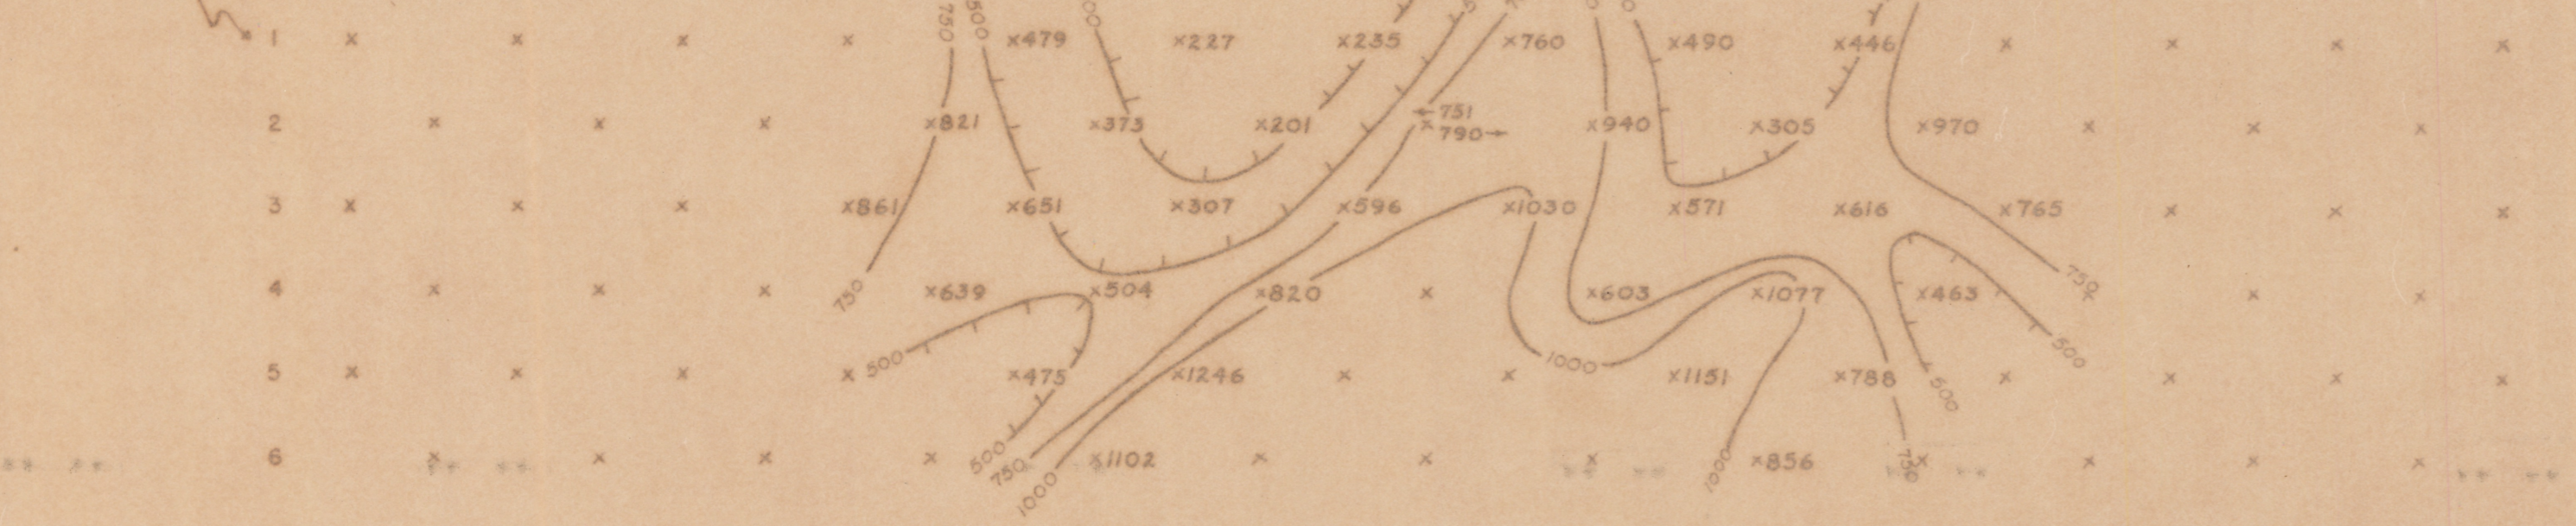 750 500 00
1 × × × × ×479 ×227 ×235 ×760 ×490 ×446 × × × ×
←751
2 × × × ×821 ×373 ×201 × 790→ ×940 ×305 ×970 × × ×
3 × × × ×861 ×651 ×307 ×596 ×1030 ×571 ×616 ×765 × × ×
750 4 × × × ×639 ×504 ×820 × ×603 ×1077 ×463 750 × × ×
5 × × × × 500 ×475 ×1246 × × 1000 ×1151 ×788 500 × 500 × × ×
6 × × × × 500 750 1000 ×1102 × × × 1000 ×856 750 × × × ×